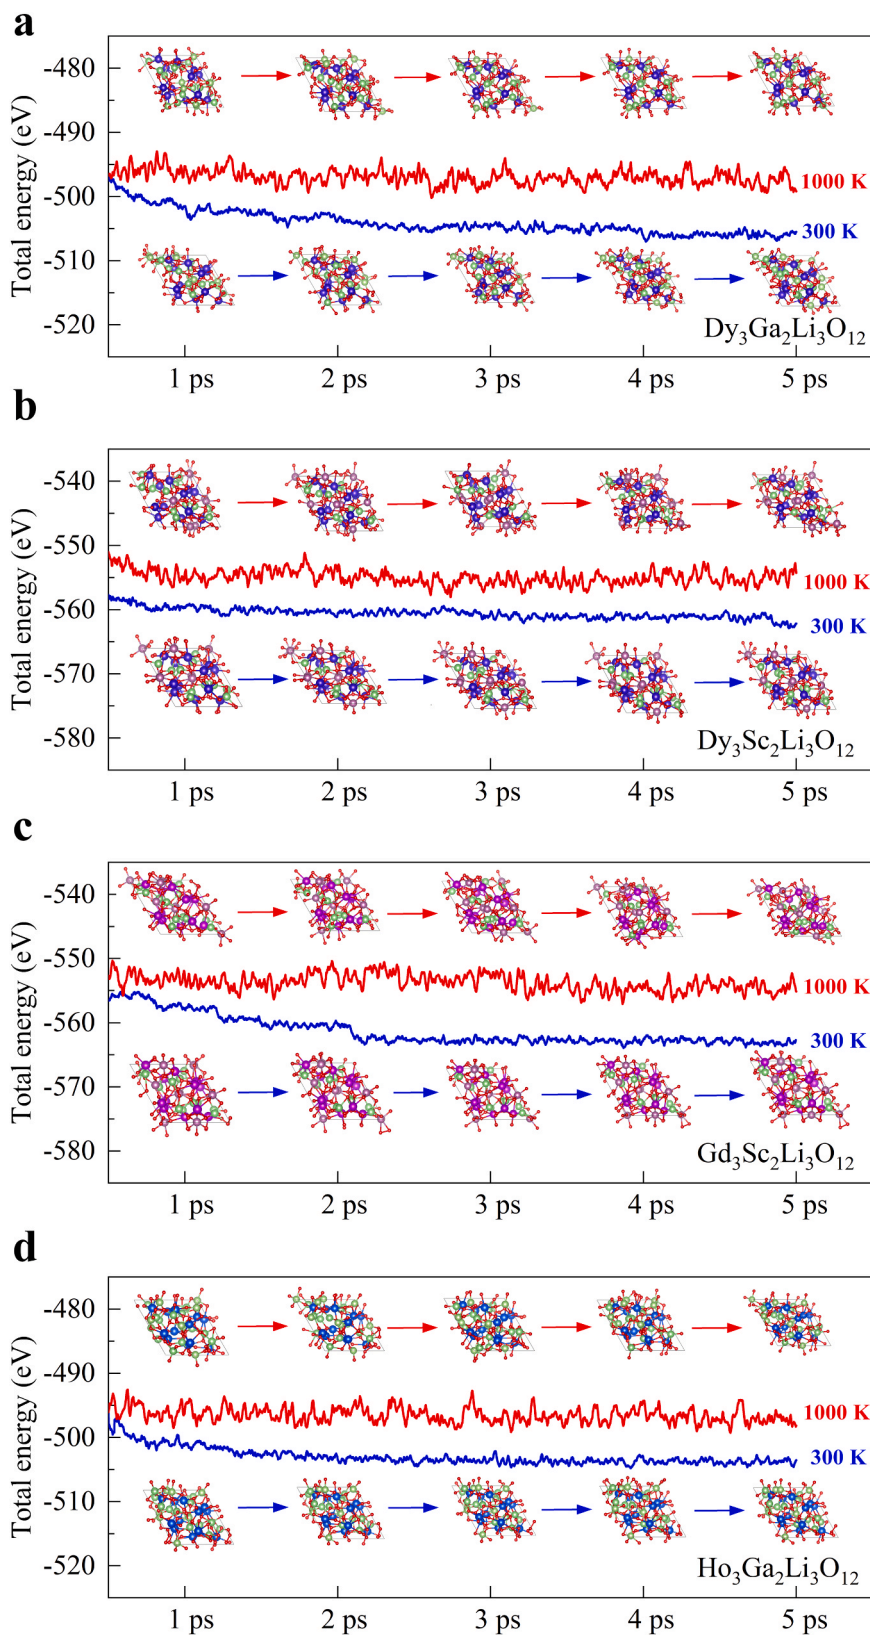 a
Total energy (eV)
-480
-490
-500
-510
-520
1000 K
300 K
Dy₃Ga₂Li₃O₁₂
1 ps 2 ps 3 ps 4 ps 5 ps
b
Total energy (eV)
-540
-550
-560
-570
-580
1000 K
300 K
Dy₃Sc₂Li₃O₁₂
1 ps 2 ps 3 ps 4 ps 5 ps
c
Total energy (eV)
-540
-550
-560
-570
-580
1000 K
300 K
Gd₃Sc₂Li₃O₁₂
1 ps 2 ps 3 ps 4 ps 5 ps
d
Total energy (eV)
-480
-490
-500
-510
-520
1000 K
300 K
Ho₃Ga₂Li₃O₁₂
1 ps 2 ps 3 ps 4 ps 5 ps